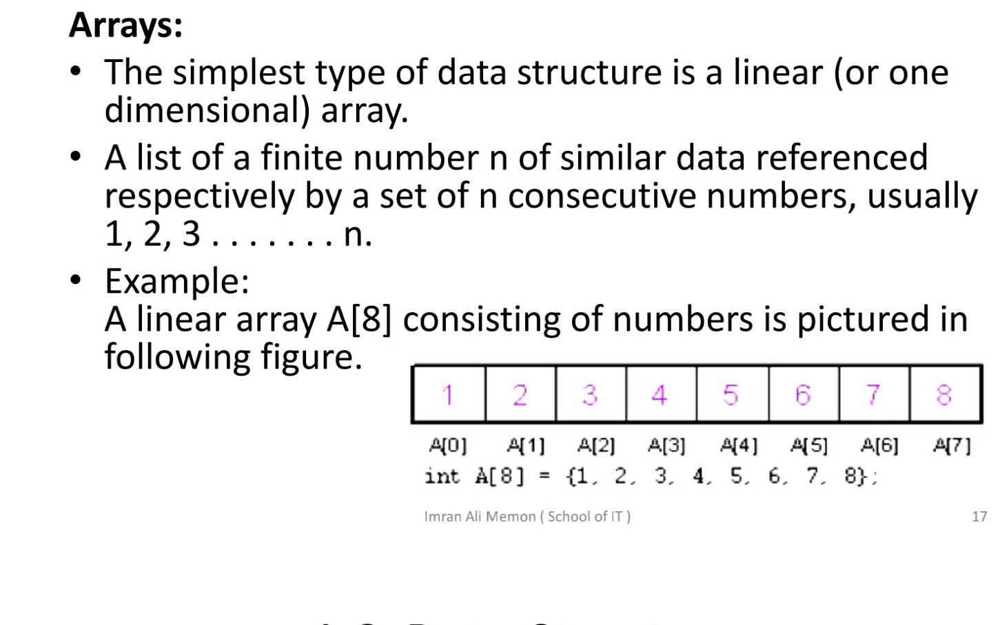 Arrays:
• The simplest type of data structure is a linear (or one
dimensional) array.
• A list of a finite number n of similar data referenced
respectively by a set of n consecutive numbers, usually
1, 2, 3 . . . . . . . n.
• Example:
A linear array A[8] consisting of numbers is pictured in
following figure.
1 2 3 4 5 6 7 8
A[0] A[1] A[2] A[3] A[4] A[5] A[6] A[7]
int A[8] = {1, 2, 3, 4, 5, 6, 7, 8};
Imran Ali Memon ( School of IT ) 17